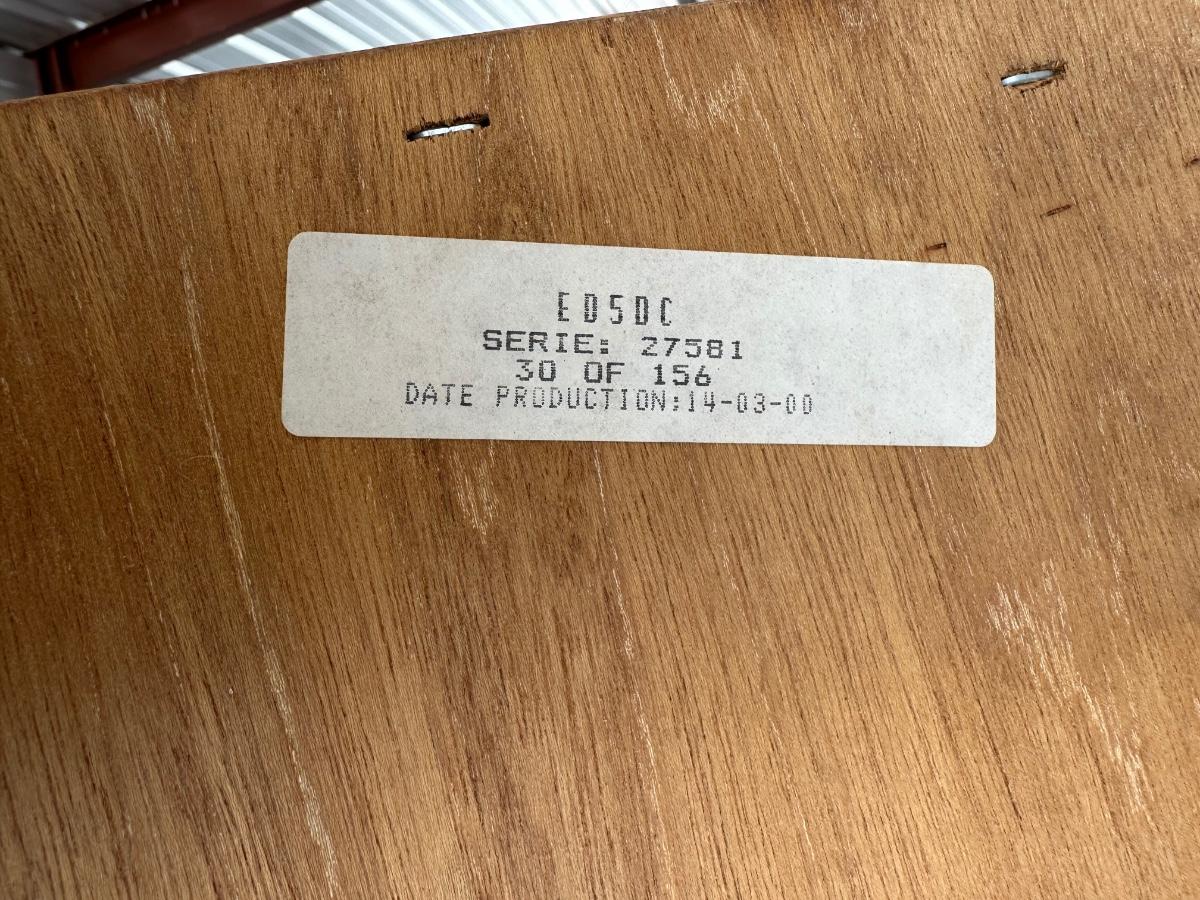 ED5DC
SERIE: 27581
30 OF 156
DATE PRODUCTION:14-03-00